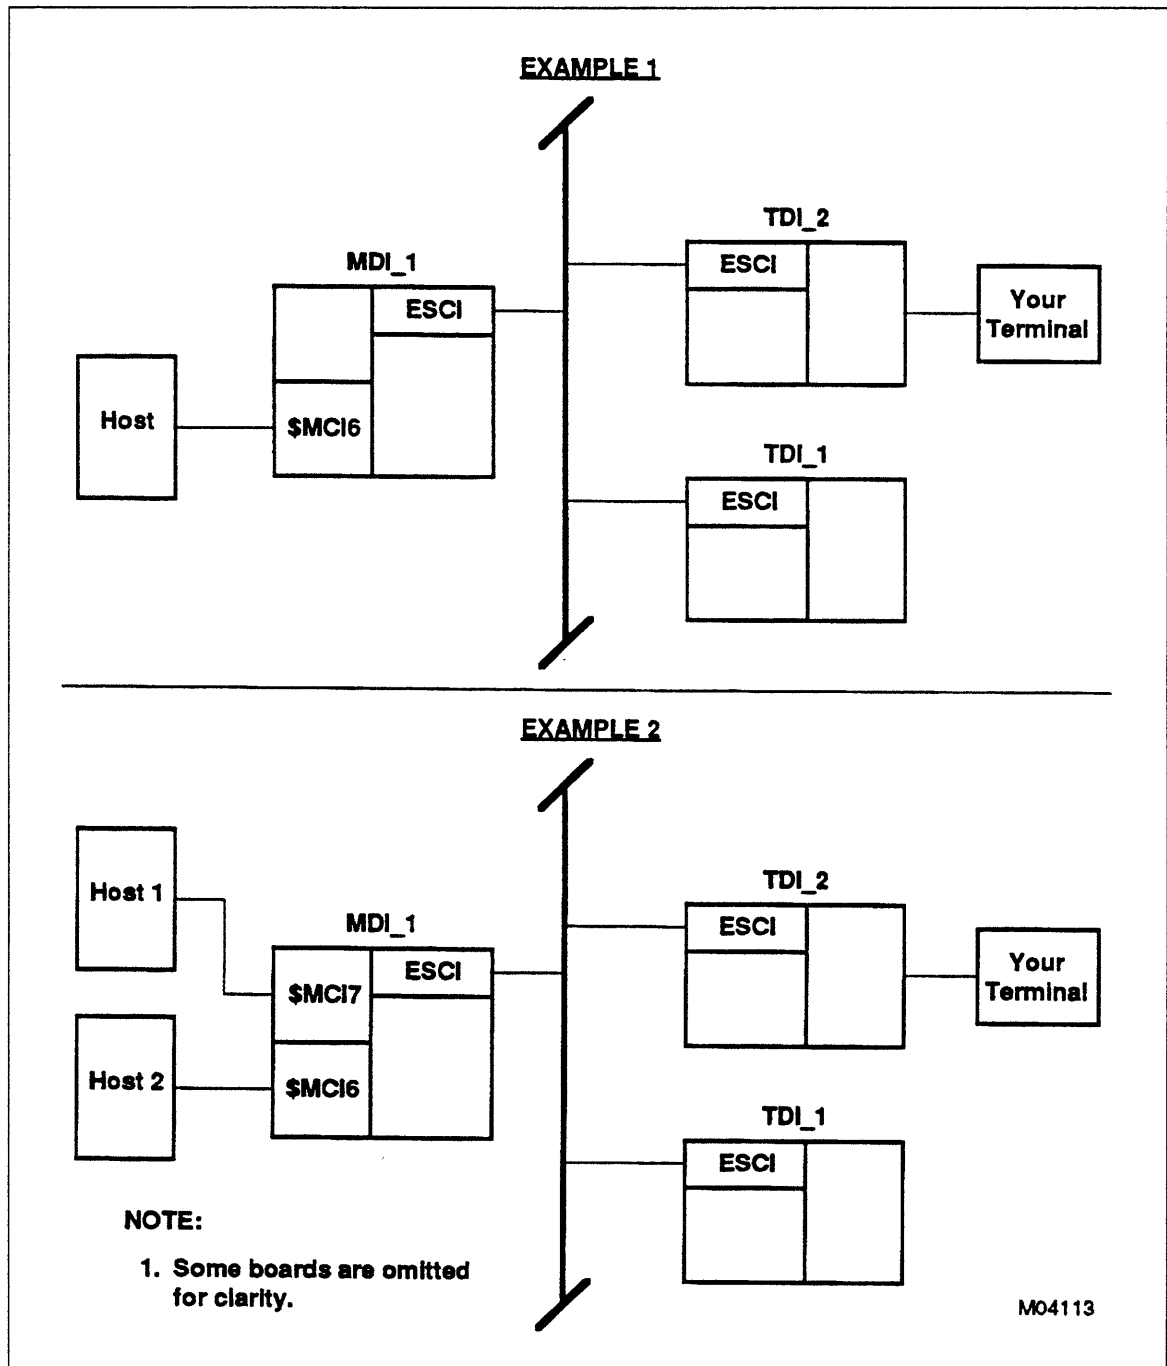 EXAMPLE 1
TDI_2
ESCI
MDI_1
ESCI
Your
Terminal
Host
$MCI6
TDI_1
ESCI
EXAMPLE 2
Host 1
TDI_2
MDI_1
ESCI
ESCI
$MCI7
Your
Terminal
Host 2
$MCI6
TDI_1
ESCI
NOTE:
1. Some boards are omitted
for clarity.
M04113